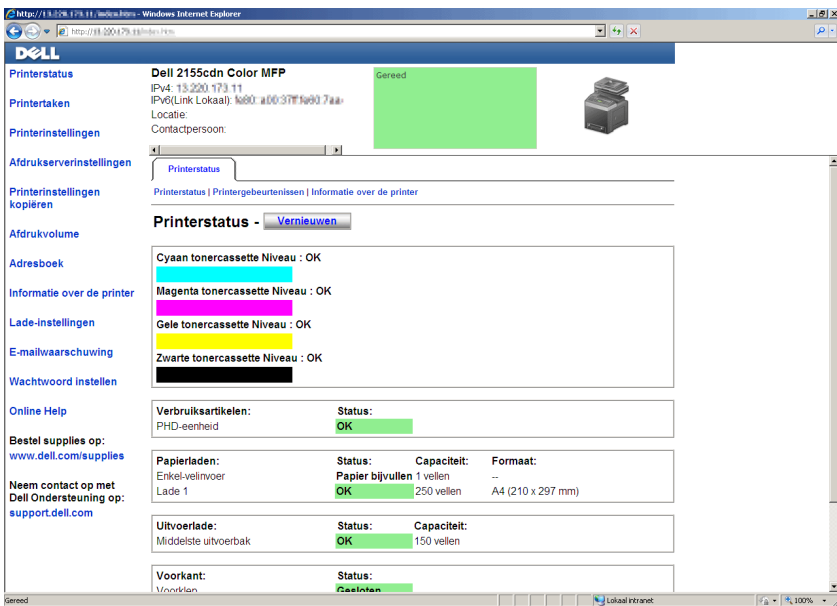 http:// - Windows Internet Explorer
http://
DELL
Printerstatus
Printertaken
Printerinstellingen
Afdrukserverinstellingen
Printerinstellingen
kopiëren
Afdrukvolume
Adresboek
Informatie over de printer
Lade-instellingen
E-mailwaarschuwing
Wachtwoord instellen
Online Help
Bestel supplies op:
www.dell.com/supplies
Neem contact op met
Dell Ondersteuning op:
support.dell.com
Dell 2155cdn Color MFP
IPv4: 13.220.173.11
IPv6(Link Lokaal):
Locatie:
Contactpersoon:
Gereed
Printerstatus
Printerstatus | Printergebeurtenissen | Informatie over de printer
Printerstatus - Vernieuwen
Cyaan tonercassette Niveau : OK
Magenta tonercassette Niveau : OK
Gele tonercassette Niveau : OK
Zwarte tonercassette Niveau : OK
Verbruiksartikelen: Status:
PHD-eenheid OK
Papierladen: Status: Capaciteit: Formaat:
Enkel-velinvoer Papier bijvullen 1 vellen --
Lade 1 OK 250 vellen A4 (210 x 297 mm)
Uitvoerlade: Status: Capaciteit:
Middelste uitvoerbak OK 150 vellen
Voorkant: Status:
Voorklep Gesloten
Gereed Lokaal intranet 100%